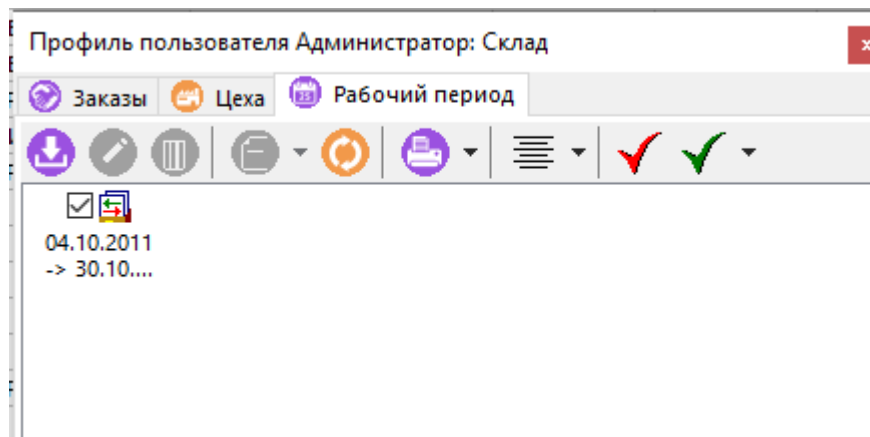 Профиль пользователя Администратор: Склад
Заказы Цеха Рабочий период
04.10.2011
-> 30.10....